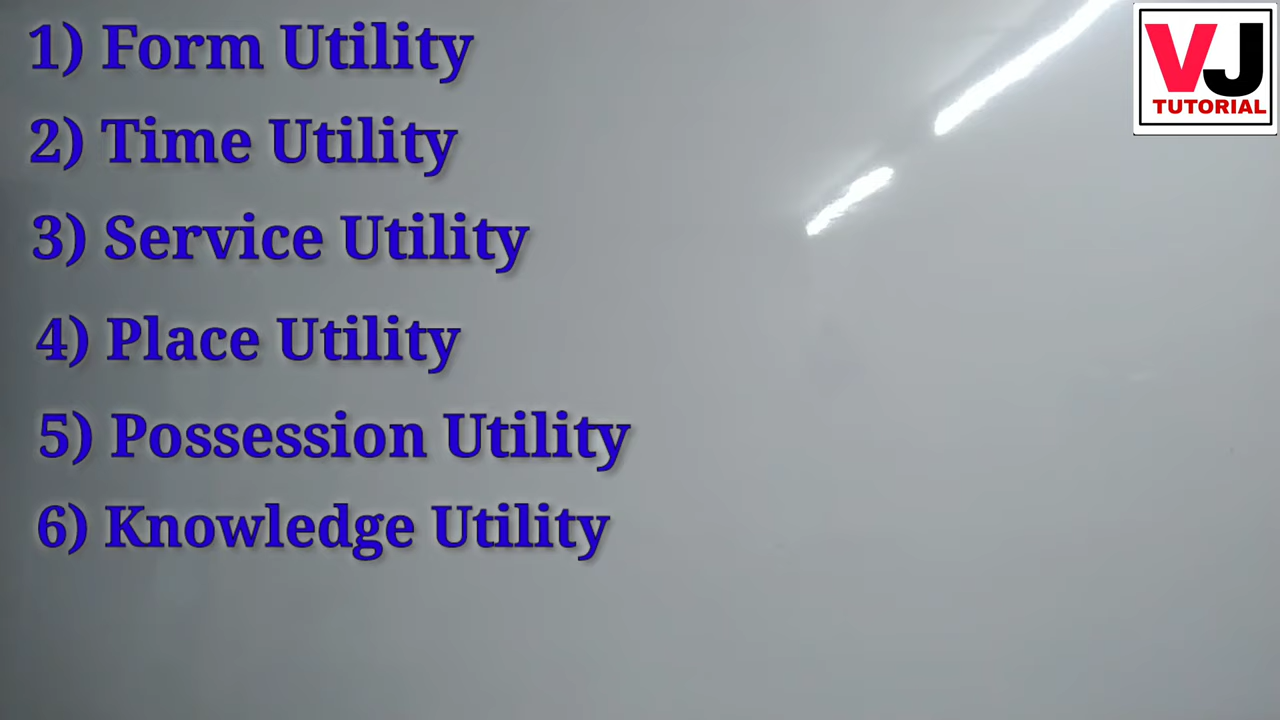 1) Form Utility
2) Time Utility
3) Service Utility
4) Place Utility
5) Possession Utility
6) Knowledge Utility
VJ
TUTORIAL